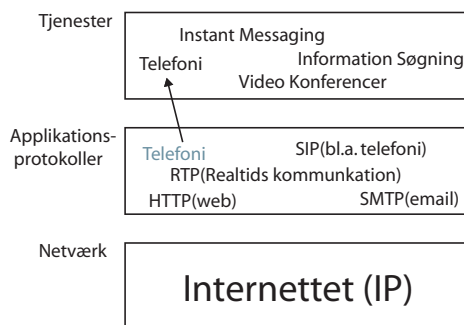 Tjenester
Instant Messaging
Information Søgning
Telefoni
Video Konferencer
Applikations-
protokoller
Telefoni
SIP(bl.a. telefoni)
RTP(Realtids kommunkation)
HTTP(web)
SMTP(email)
Netværk
Internettet (IP)